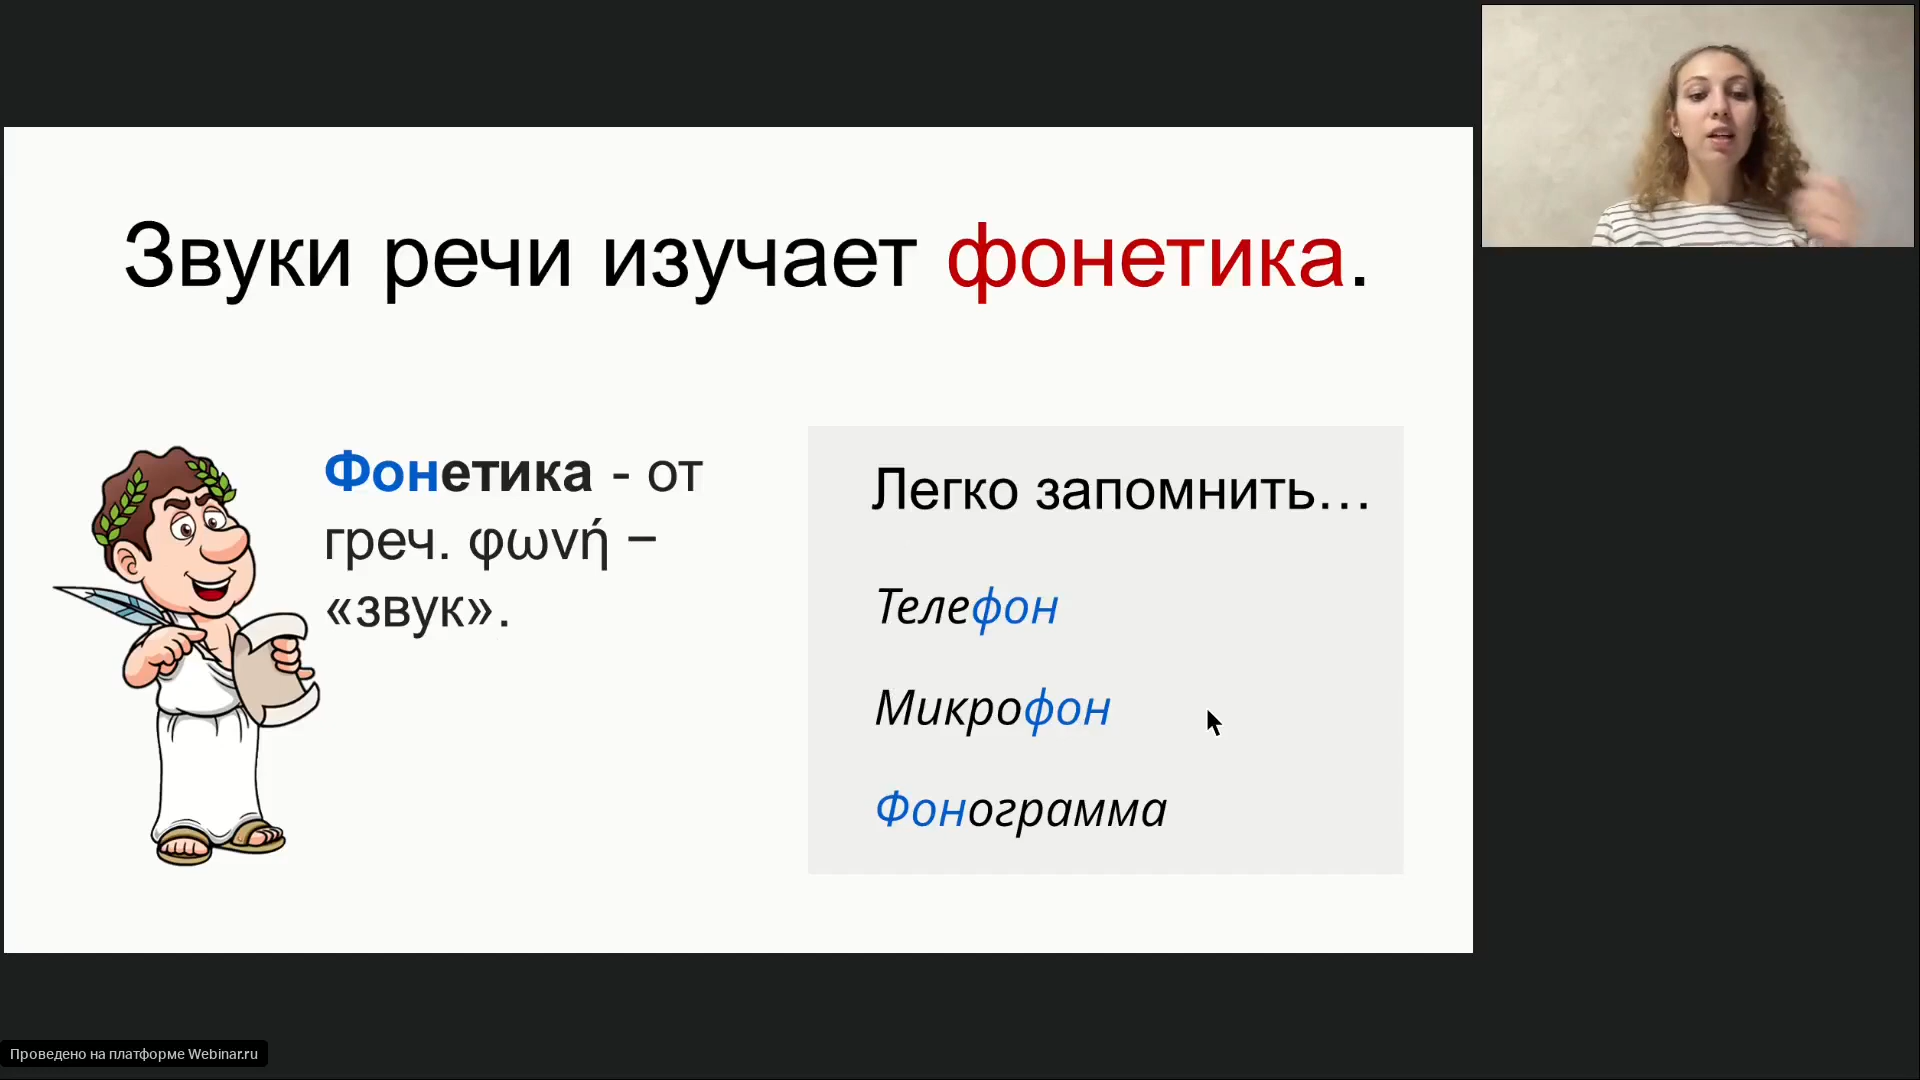 Звуки речи изучает фонетика.
Фонетика - от
греч. φωνή –
«звук».
Легко запомнить…
Телефон
Микрофон
Фонограмма
Проведено на платформе Webinar.ru